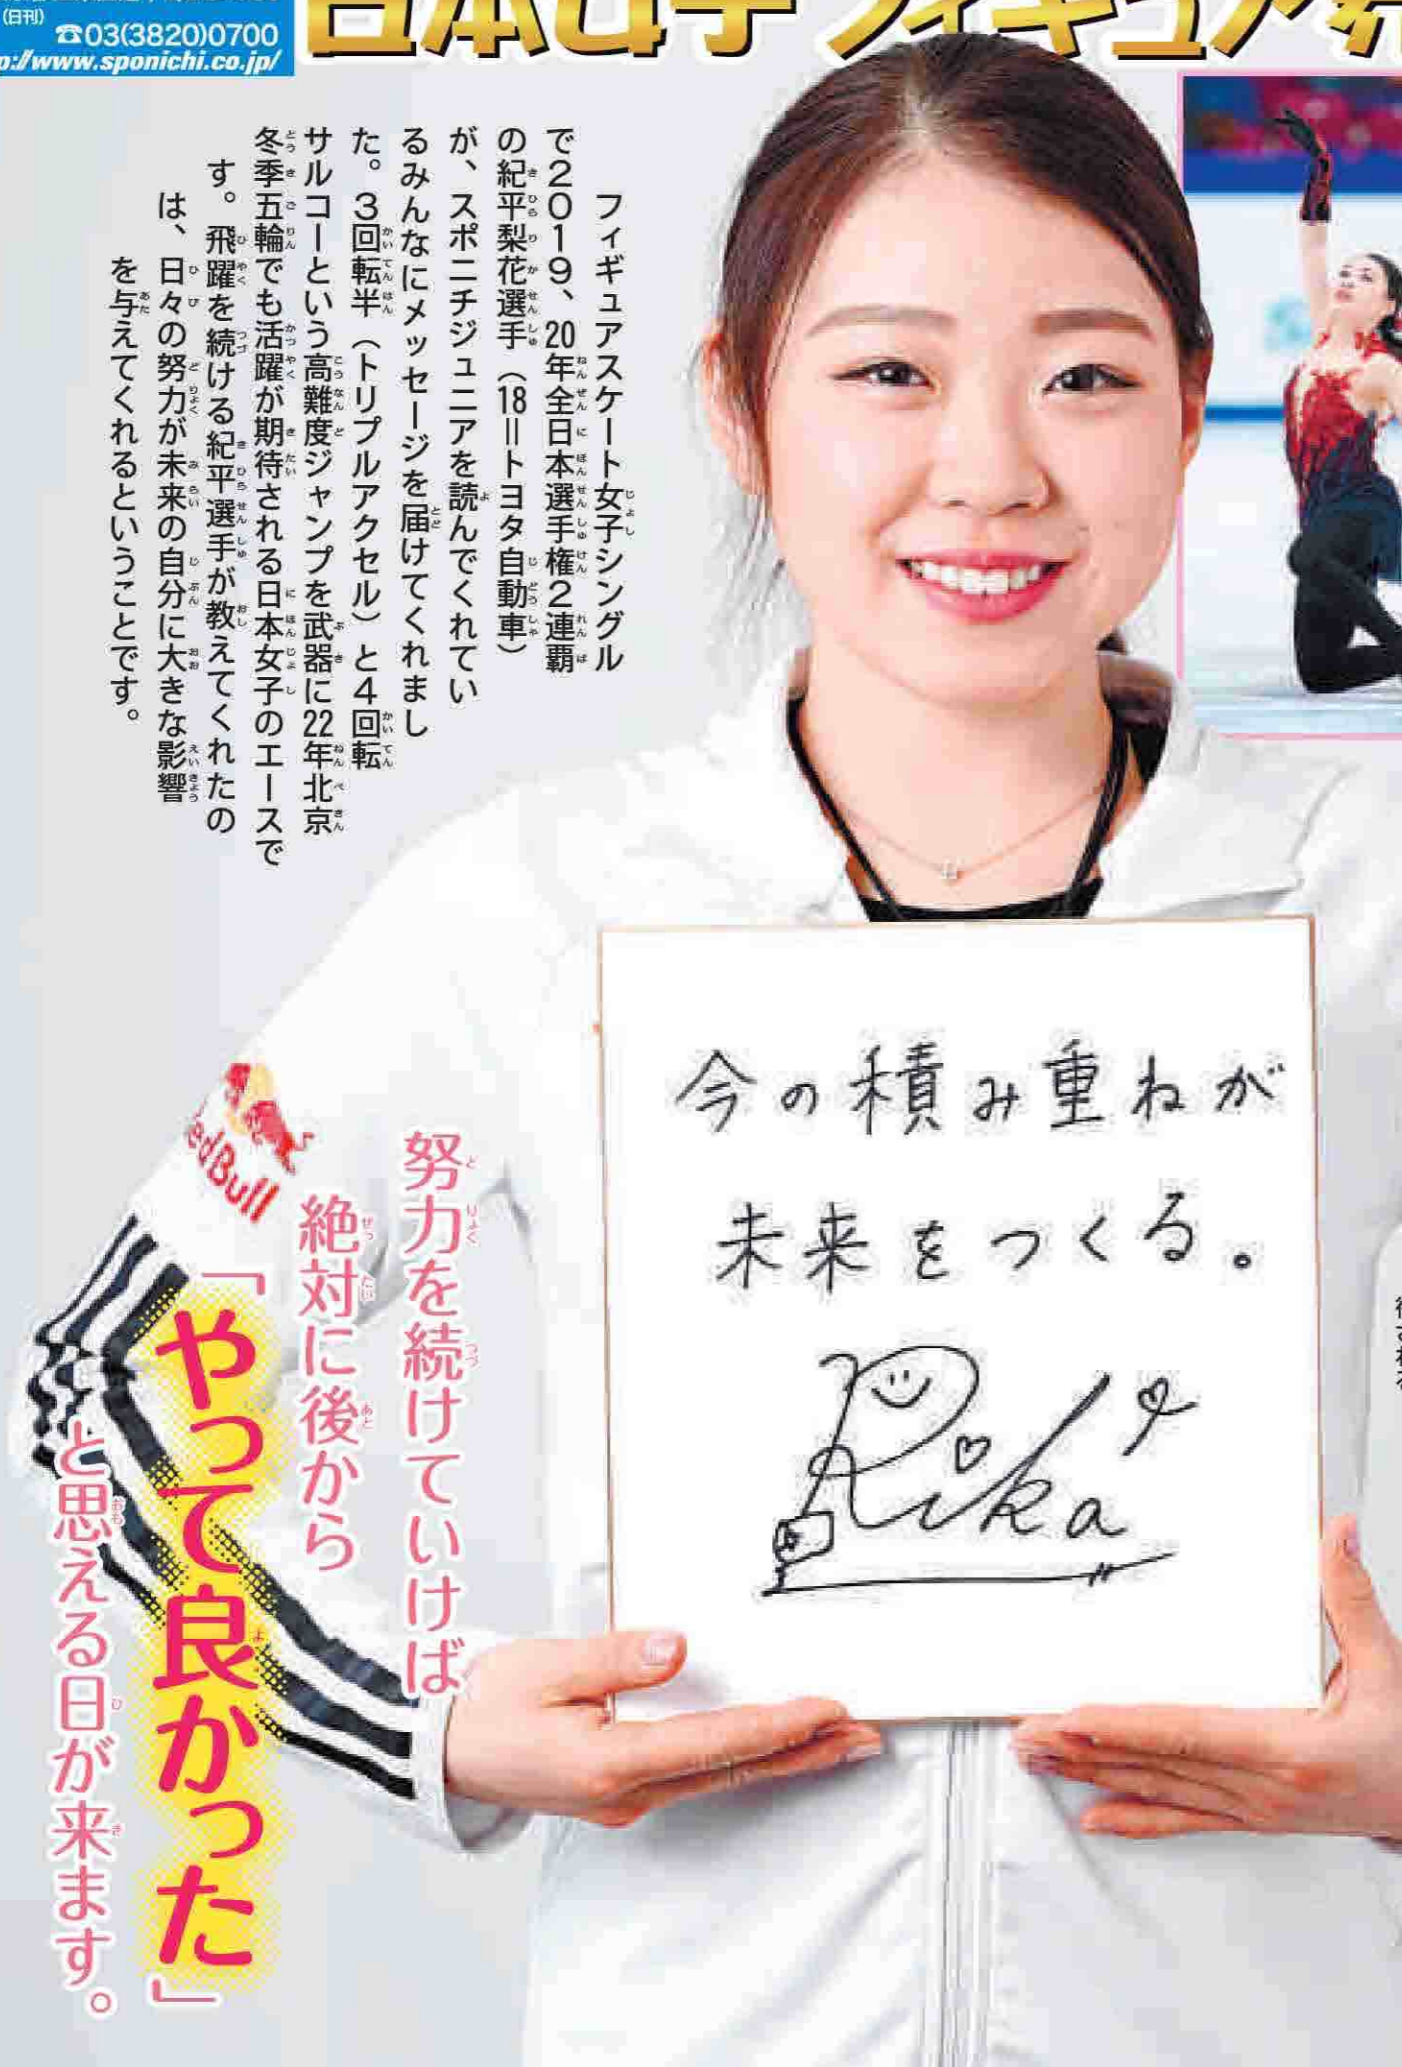 (日刊)
☎03(3820)0700
p://www.sponichi.co.jp/
日本女子フィギュア
フィギュアスケート女子シングル
で2019、20年全日本選手権2連覇
の紀平梨花選手(18＝トヨタ自動車)
が、スポニチジュニアを読んでくれてい
るみんなにメッセージを届けてくれまし
た。3回転半(トリプルアクセル)と4回転
サルコーという高難度ジャンプを武器に22年北京
冬季五輪でも活躍が期待される日本女子のエースで
す。飛躍を続ける紀平選手が教えてくれたの
は、日々の努力が未来の自分に大きな影響
を与えてくれるということです。
今の積み重ねが
未来をつくる。
Rika
edBull
努力を続けていけば
絶対に後から
「やって良かった」
と思える日が来ます。